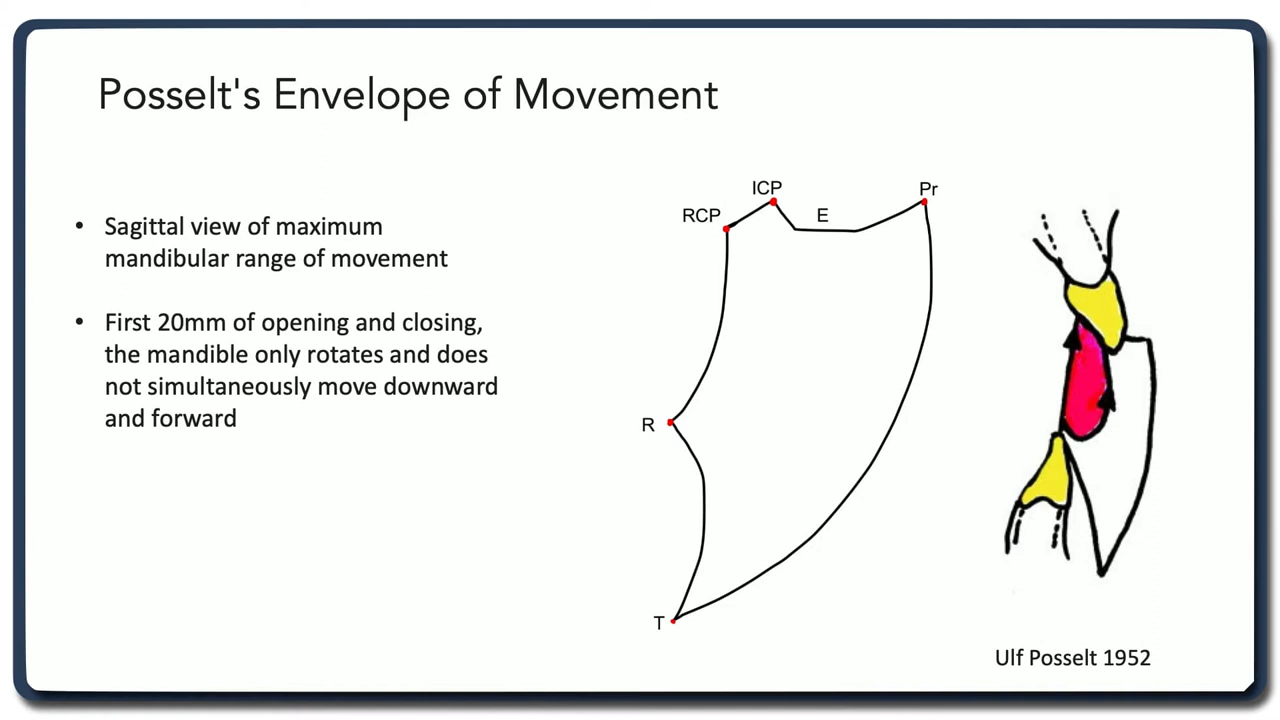 Posselt's Envelope of Movement
• Sagittal view of maximum
mandibular range of movement
• First 20mm of opening and closing,
the mandible only rotates and does
not simultaneously move downward
and forward
ICP
Pr
RCP
E
R
T
Ulf Posselt 1952